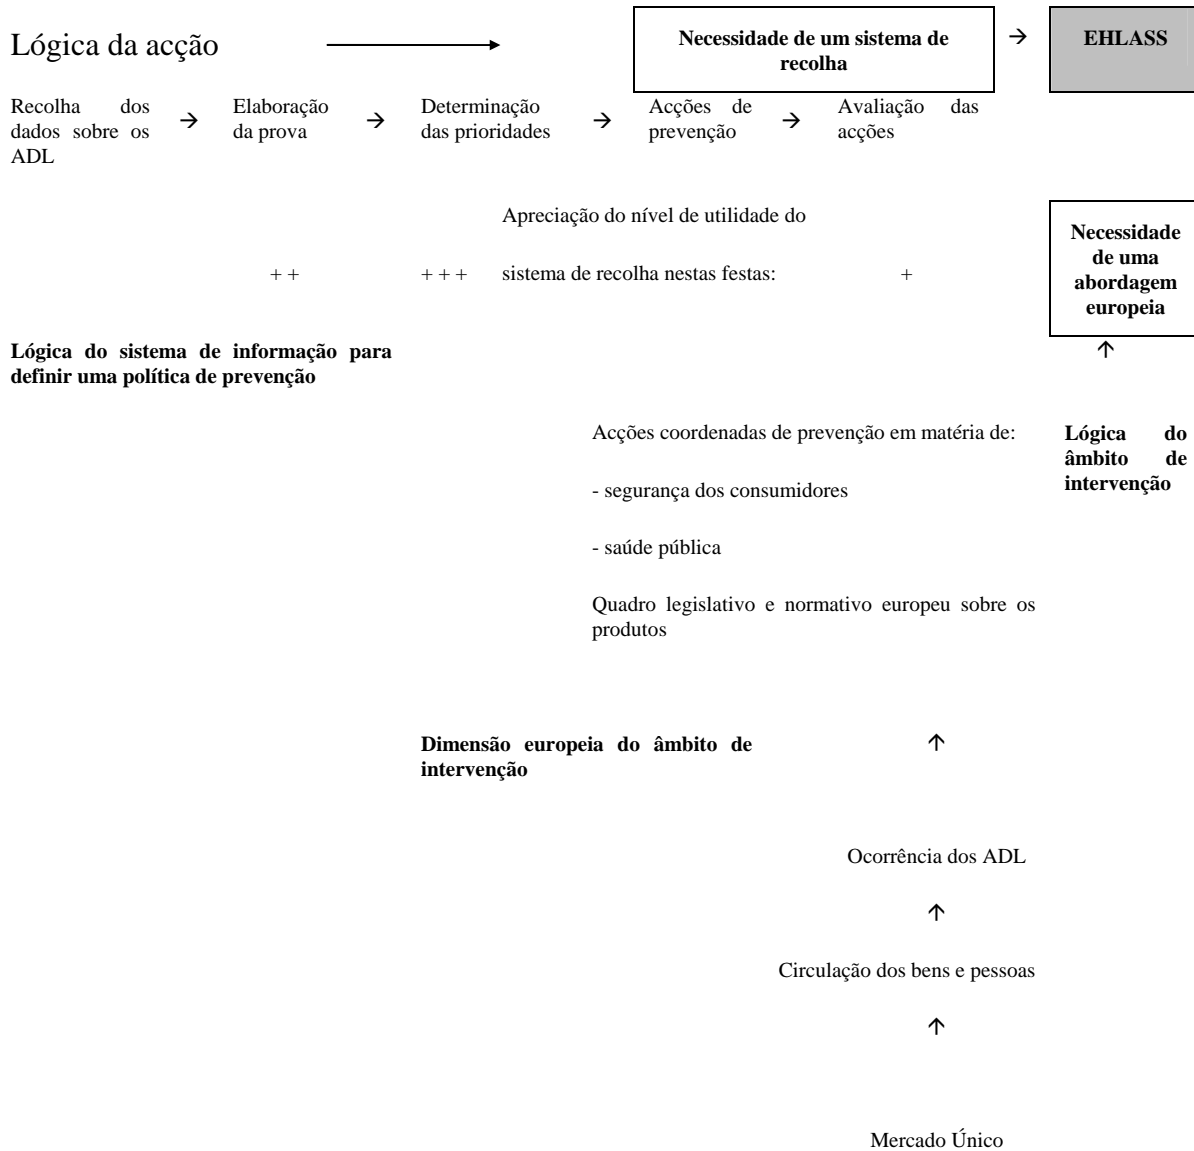 Lógica da acção
Necessidade de um sistema de
recolha
→
EHLASS
Recolha dos
dados sobre os
ADL
→
Elaboração
da prova
→
Determinação
das prioridades
→
Acções de
prevenção
→
Avaliação das
acções
Apreciação do nível de utilidade do
+ +
+ + +
sistema de recolha nestas festas:
+
Necessidade
de uma
abordagem
europeia
Lógica do sistema de informação para
definir uma política de prevenção
↑
Acções coordenadas de prevenção em matéria de:
- segurança dos consumidores
- saúde pública
Quadro legislativo e normativo europeu sobre os
produtos
Lógica do
âmbito de
intervenção
Dimensão europeia do âmbito de
intervenção
↑
Ocorrência dos ADL
↑
Circulação dos bens e pessoas
↑
Mercado Único